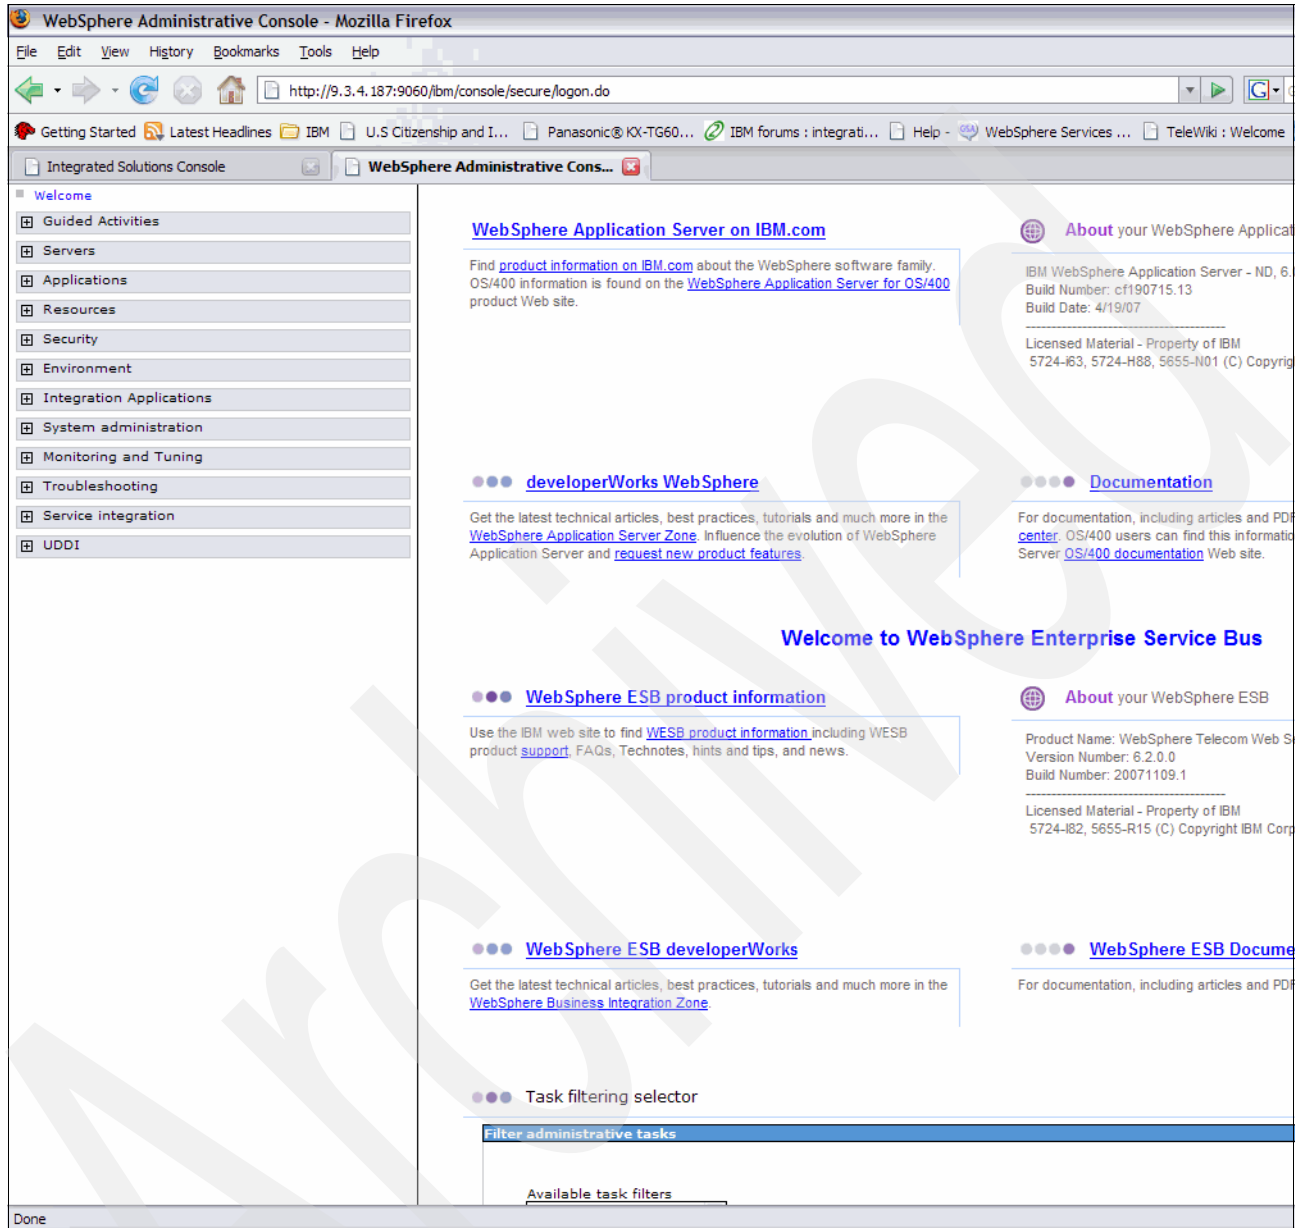 WebSphere Administrative Console - Mozilla Firefox
File Edit View History Bookmarks Tools Help
http://9.3.4.187:9060/ibm/console/secure/logon.do
G
Getting Started Latest Headlines IBM U.S Citizenship and I... Panasonic® KX-TG60... IBM forums : integrati... Help - WebSphere Services ... TeleWiki : Welcome
Integrated Solutions Console WebSphere Administrative Cons...
Welcome
Guided Activities
Servers
Applications
Resources
Security
Environment
Integration Applications
System administration
Monitoring and Tuning
Troubleshooting
Service integration
UDDI
WebSphere Application Server on IBM.com
Find product information on IBM.com about the WebSphere software family.
OS/400 information is found on the WebSphere Application Server for OS/400
product Web site.
About your WebSphere Applicat
IBM WebSphere Application Server - ND, 6.
Build Number: cf190715.13
Build Date: 4/19/07
----------------------------------------
Licensed Material - Property of IBM
5724-i63, 5724-H88, 5655-N01 (C) Copyrig
developerWorks WebSphere
Get the latest technical articles, best practices, tutorials and much more in the
WebSphere Application Server Zone. Influence the evolution of WebSphere
Application Server and request new product features.
Documentation
For documentation, including articles and PDF
center. OS/400 users can find this informatio
Server OS/400 documentation Web site.
Welcome to WebSphere Enterprise Service Bus
WebSphere ESB product information
Use the IBM web site to find WESB product information including WESB
product support, FAQs, Technotes, hints and tips, and news.
About your WebSphere ESB
Product Name: WebSphere Telecom Web S
Version Number: 6.2.0.0
Build Number: 20071109.1
----------------------------------------
Licensed Material - Property of IBM
5724-I82, 5655-R15 (C) Copyright IBM Corp
WebSphere ESB developerWorks
Get the latest technical articles, best practices, tutorials and much more in the
WebSphere Business Integration Zone.
WebSphere ESB Docume
For documentation, including articles and PDF
Task filtering selector
Filter administrative tasks
Available task filters
Done
Archived